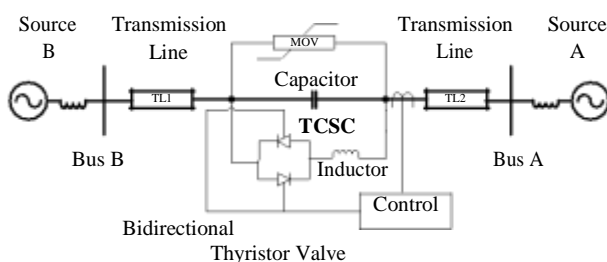 Source
B
Transmission
Line
MOV
Transmission
Line
Source
A
Capacitor
TL1
TL2
TCSC
Bus B
Inductor
Bus A
Control
Bidirectional
Thyristor Valve